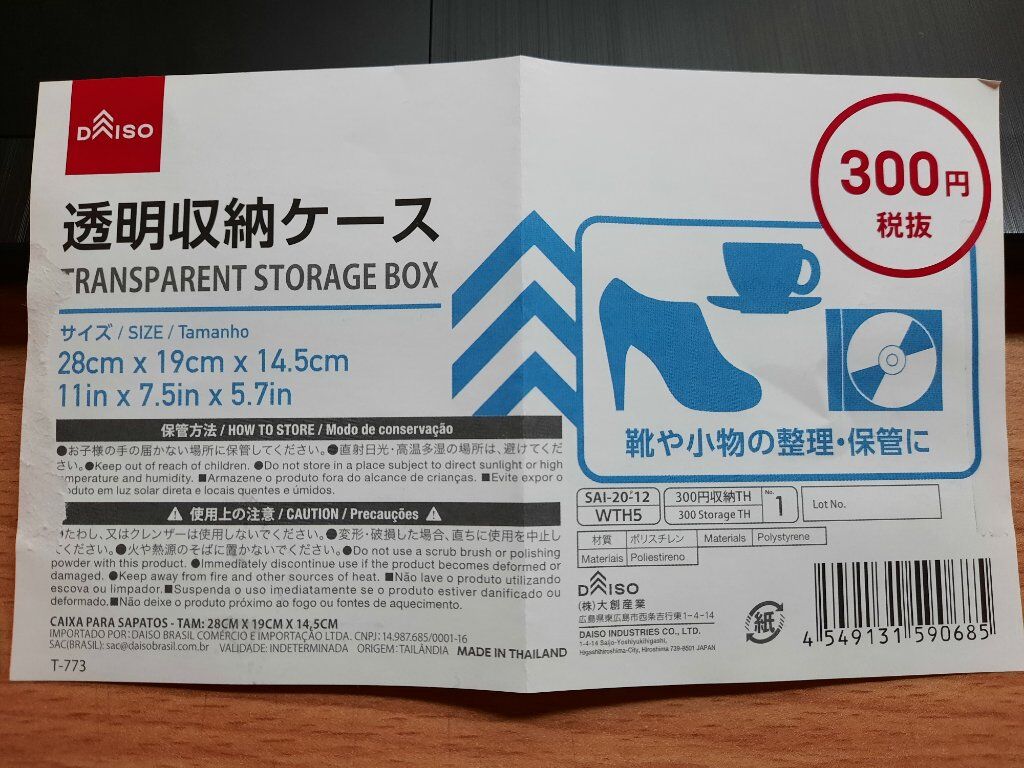 DAISO
透明収納ケース
TRANSPARENT STORAGE BOX
サイズ / SIZE / Tamanho
28cm x 19cm x 14.5cm
11in x 7.5in x 5.7in
保管方法 / HOW TO STORE / Modo de conservação
●お子様の手の届かない場所に保管してください。●直射日光・高温多湿の場所は、避けてくだ
さい。●Keep out of reach of children. ●Do not store in a place subject to direct sunlight or high
temperature and humidity. ■Armazene o produto fora do alcance de crianças. ■Evite expor o
produto em luz solar direta e locais quentes e úmidos.
使用上の注意 / CAUTION / Precauções
たわし、又はクレンザーは使用しないでください。●変形・破損した場合、直ちに使用を中止し
てください。●火や熱源のそばに置かないでください。●Do not use a scrub brush or polishing
powder with this product. ●Immediately discontinue use if the product becomes deformed or
damaged. ●Keep away from fire and other sources of heat. ■Não lave o produto utilizando
escova ou limpador. ■Suspenda o uso imediatamente se o produto estiver danificado ou
deformado. ■Não deixe o produto próximo ao fogo ou fontes de aquecimento.
CAIXA PARA SAPATOS - TAM: 28CM X 19CM X 14,5CM
IMPORTADO POR: DAISO BRASIL COMÉRCIO E IMPORTAÇÃO LTDA. CNPJ: 14.987.685/0001-16
SAC(BRASIL): sac@daisobrasil.com.br VALIDADE: INDETERMINADA ORIGEM: TAILÂNDIA MADE IN THAILAND
T-773
300円
税抜
靴や小物の整理・保管に
SAI-20-12
WTH5
300円収納TH
300 Storage TH
No.
1
Lot No.
材質 ポリスチレン Materials Polystyrene
Materiais Poliestireno
DAISO
(株)大創産業
広島県東広島市西条吉行東1-4-14
DAISO INDUSTRIES CO., LTD.
1-4-14 Saijo-Yoshiyukihigashi,
Higashihiroshima-City, Hiroshima 739-8501 JAPAN
紙
4 549131 590685